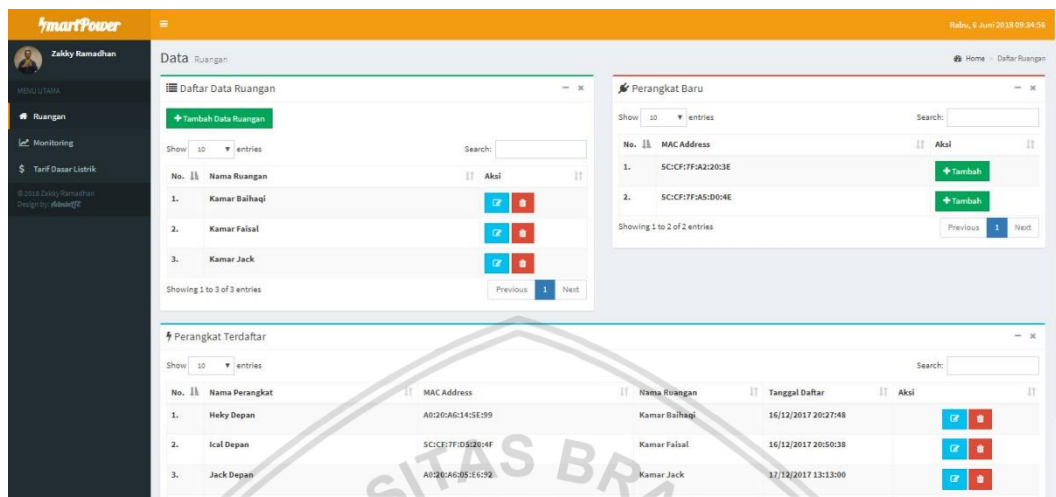 SmartPower
Rabu, 6 Juni 2018 09:34:56
Zakky Ramadhan
MENU UTAMA
Ruangan
Monitoring
$ Tarif Dasar Listrik
© 2018 Zakky Ramadhan
Design by AdminLTE
Data Ruangan
Home > Daftar Ruangan
Daftar Data Ruangan
+ Tambah Data Ruangan
Show 10 entries
Search:
No. Nama Ruangan Aksi
1. Kamar Baihaqi
2. Kamar Faisal
3. Kamar Jack
Showing 1 to 3 of 3 entries
Previous 1 Next
Perangkat Baru
Show 10 entries
Search:
No. MAC Address Aksi
1. 5C:CF:7F:A2:20:3E + Tambah
2. 5C:CF:7F:A5:D0:4E + Tambah
Showing 1 to 2 of 2 entries
Previous 1 Next
Perangkat Terdaftar
Show 10 entries
Search:
No. Nama Perangkat MAC Address Nama Ruangan Tanggal Daftar Aksi
1. Heky Depan A0:20:A6:14:5E:99 Kamar Baihaqi 16/12/2017 20:27:48
2. Ical Depan 5C:CF:7F:D5:20:4F Kamar Faisal 16/12/2017 20:50:38
3. Jack Depan A0:20:A6:05:E6:92 Kamar Jack 17/12/2017 13:13:00
SITAS BRA